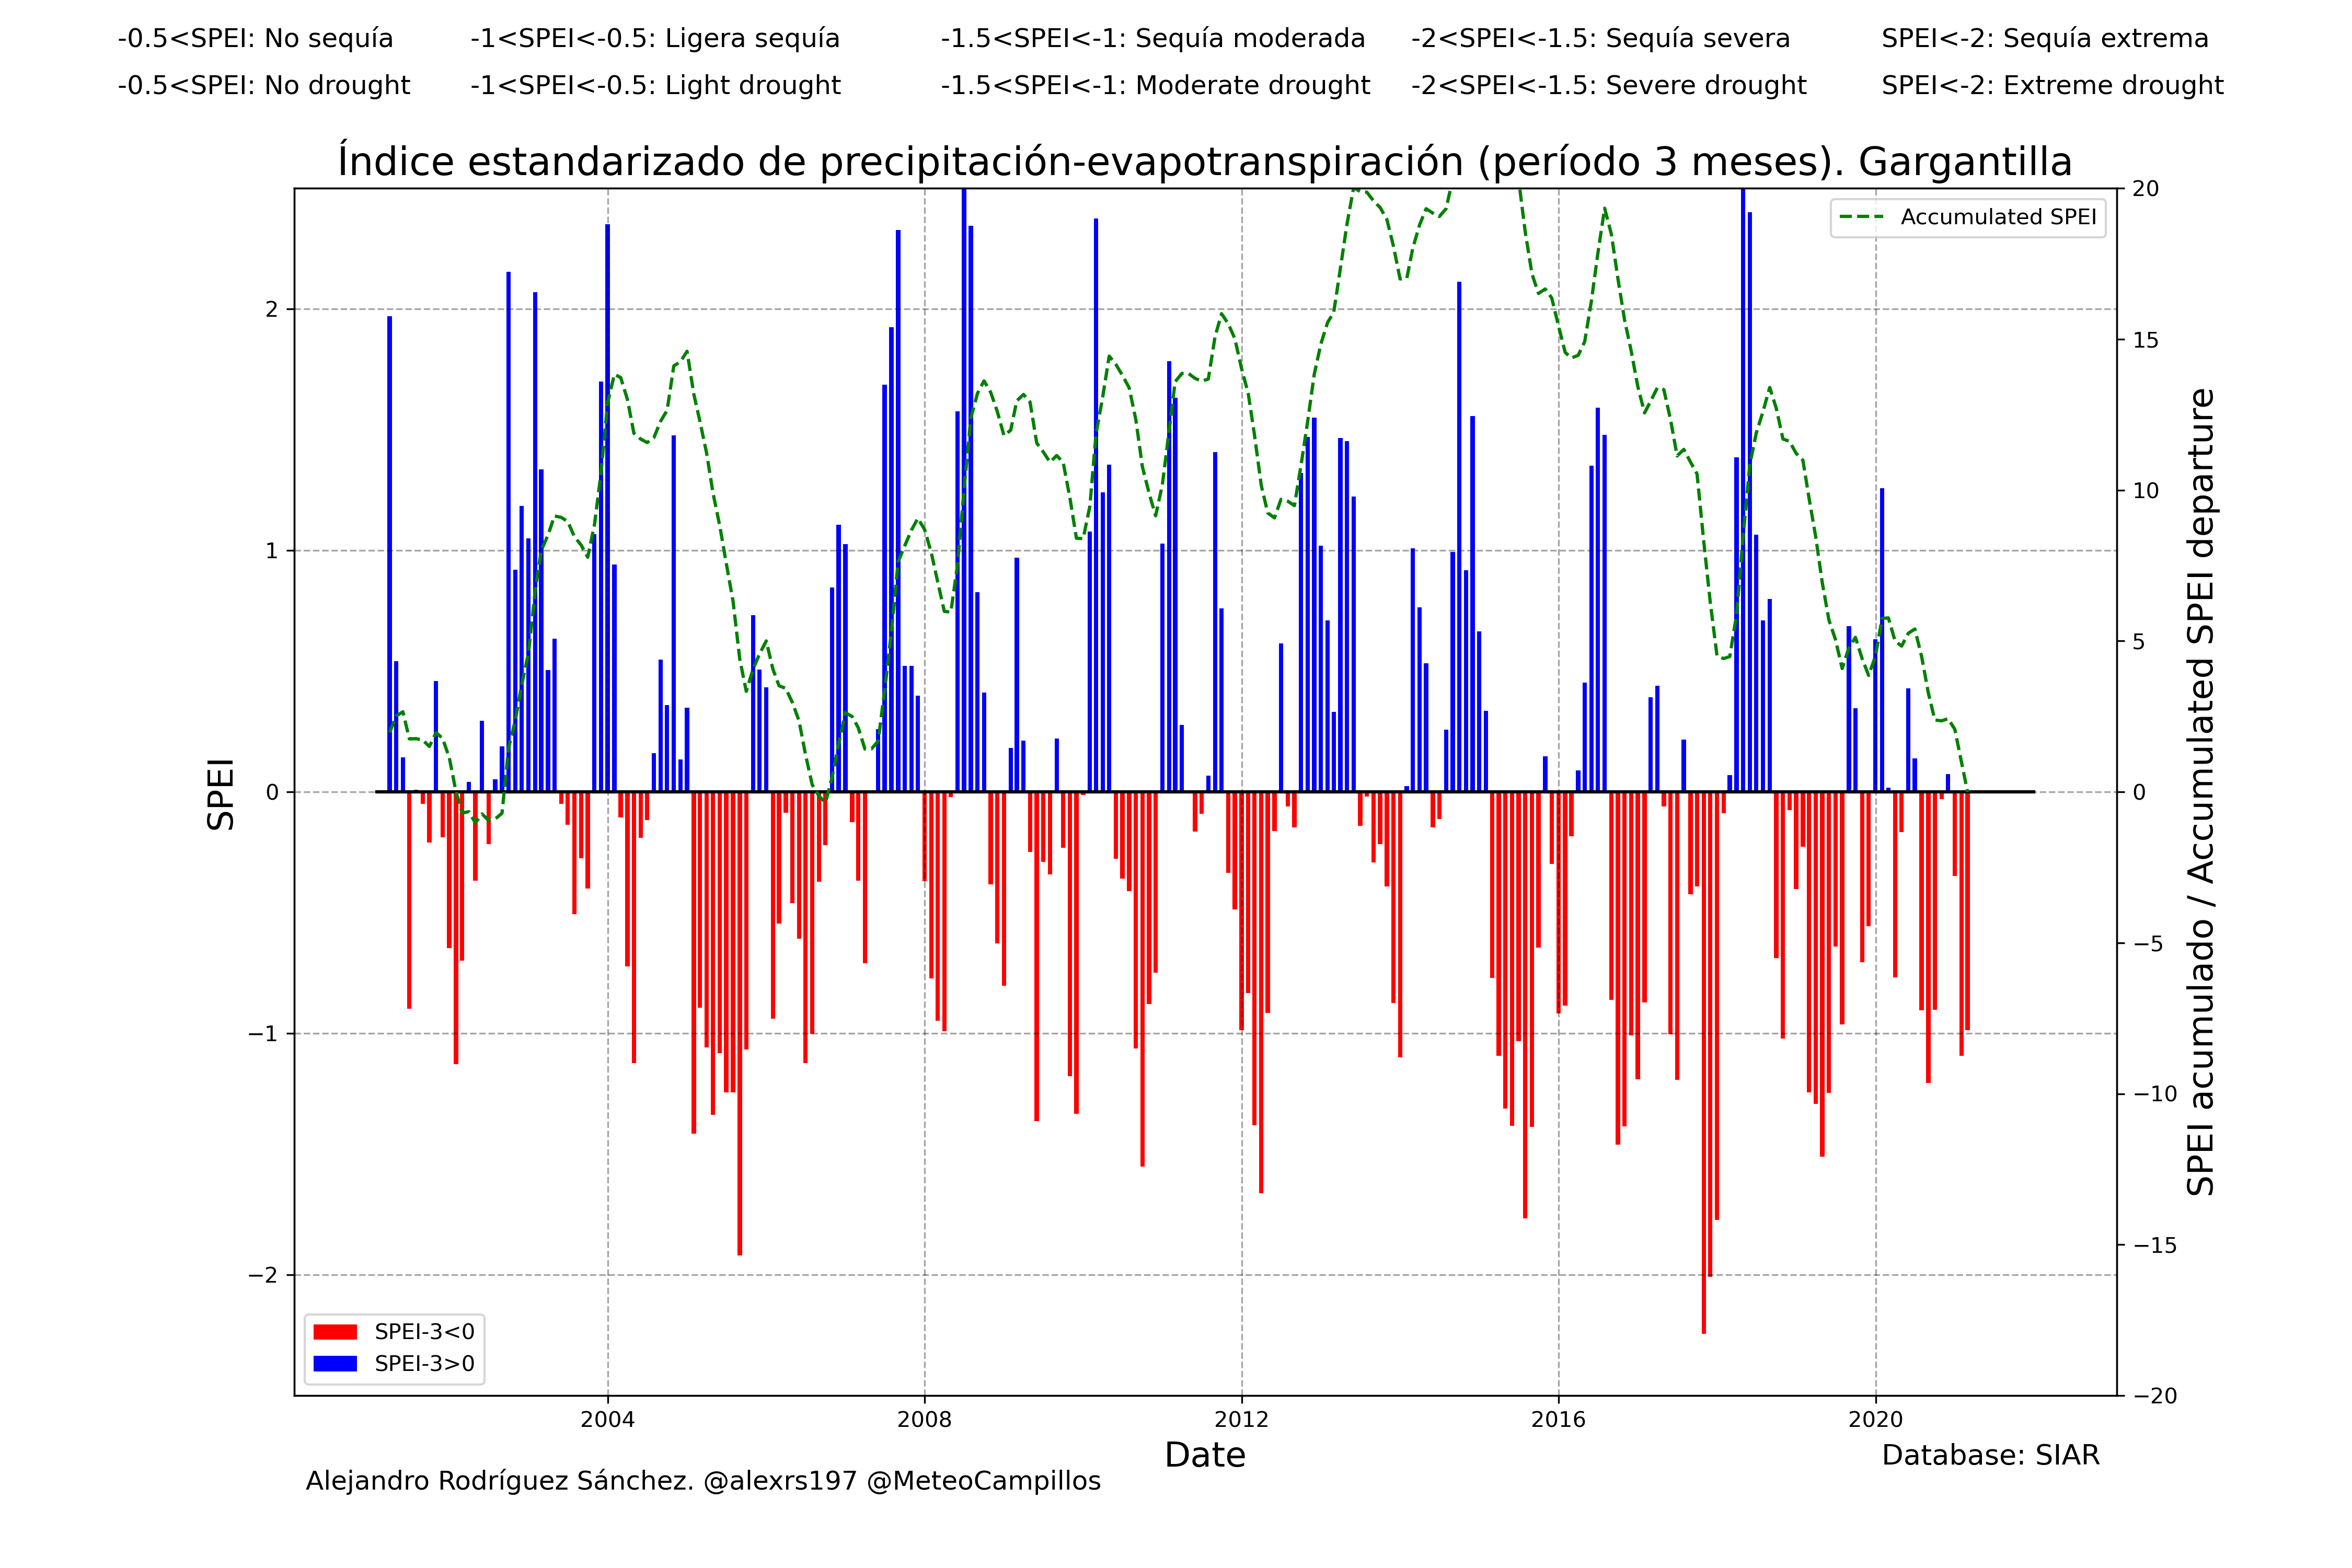 -0.5<SPEI: No sequía -1<SPEI<-0.5: Ligera sequía -1.5<SPEI<-1: Sequía moderada -2<SPEI<-1.5: Sequía severa SPEI<-2: Sequía extrema
-0.5<SPEI: No drought -1<SPEI<-0.5: Light drought -1.5<SPEI<-1: Moderate drought -2<SPEI<-1.5: Severe drought SPEI<-2: Extreme drought
Índice estandarizado de precipitación-evapotranspiración (período 3 meses). Gargantilla
Accumulated SPEI
SPEI
2
1
0
−1
−2
20
15
10
5
0
−5
−10
−15
−20
SPEI acumulado / Accumulated SPEI departure
SPEI-3<0
SPEI-3>0
2004 2008 2012 2016 2020
Date
Database: SIAR
Alejandro Rodríguez Sánchez. @alexrs197 @MeteoCampillos